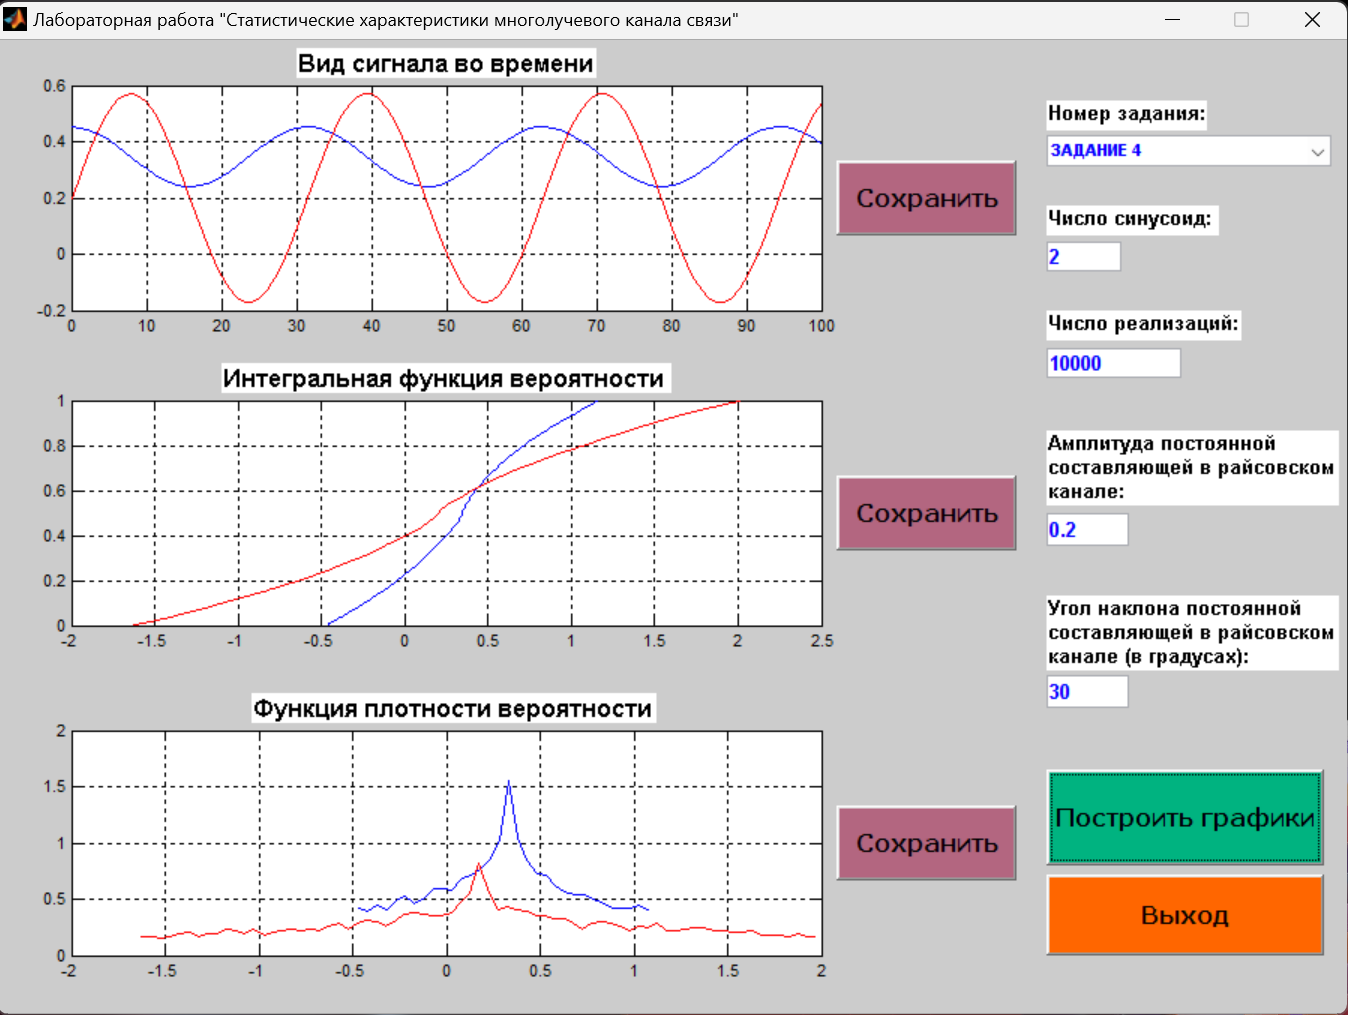 Лабораторная работа "Статистические характеристики многолучевого канала связи"
Вид сигнала во времени
0.6
0.4
0.2
0
-0.2
0 10 20 30 40 50 60 70 80 90 100
Сохранить
Интегральная функция вероятности
1
0.8
0.6
0.4
0.2
0
-2 -1.5 -1 -0.5 0 0.5 1 1.5 2 2.5
Сохранить
Функция плотности вероятности
2
1.5
1
0.5
0
-2 -1.5 -1 -0.5 0 0.5 1 1.5 2
Сохранить
Номер задания:
ЗАДАНИЕ 4
Число синусоид:
2
Число реализаций:
10000
Амплитуда постоянной
составляющей в райсовском
канале:
0.2
Угол наклона постоянной
составляющей в райсовском
канале (в градусах):
30
Построить графики
Выход